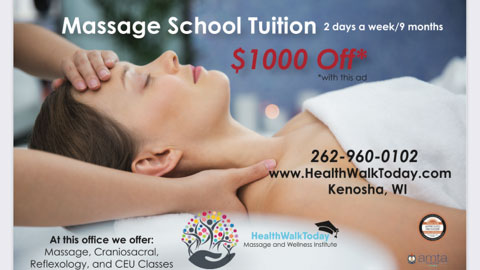 Massage School Tuition 2 days a week/9 months
$1000 Off*
*with this ad
262-960-0102
www.HealthWalkToday.com
Kenosha, WI
At this office we offer:
Massage, Craniosacral,
Reflexology, and CEU Classes
HealthWalkToday
Massage and Wellness Institute
amta